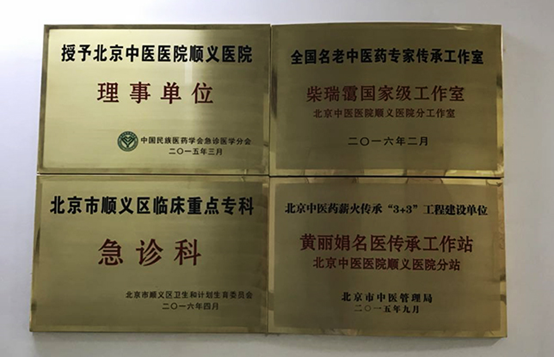 授予北京中医医院顺义医院
理事单位
中国民族医药学会急诊医学分会
二〇一五年三月
全国名老中医药专家传承工作室
柴瑞霭国家级工作室
北京中医医院顺义医院分工作室
二〇一六年二月
北京市顺义区临床重点专科
急诊科
北京市顺义区卫生和计划生育委员会
二〇一六年四月
北京中医药薪火传承“3+3”工程建设单位
黄丽娟名医传承工作站
北京中医医院顺义医院分站
北京市中医管理局
二〇一五年九月